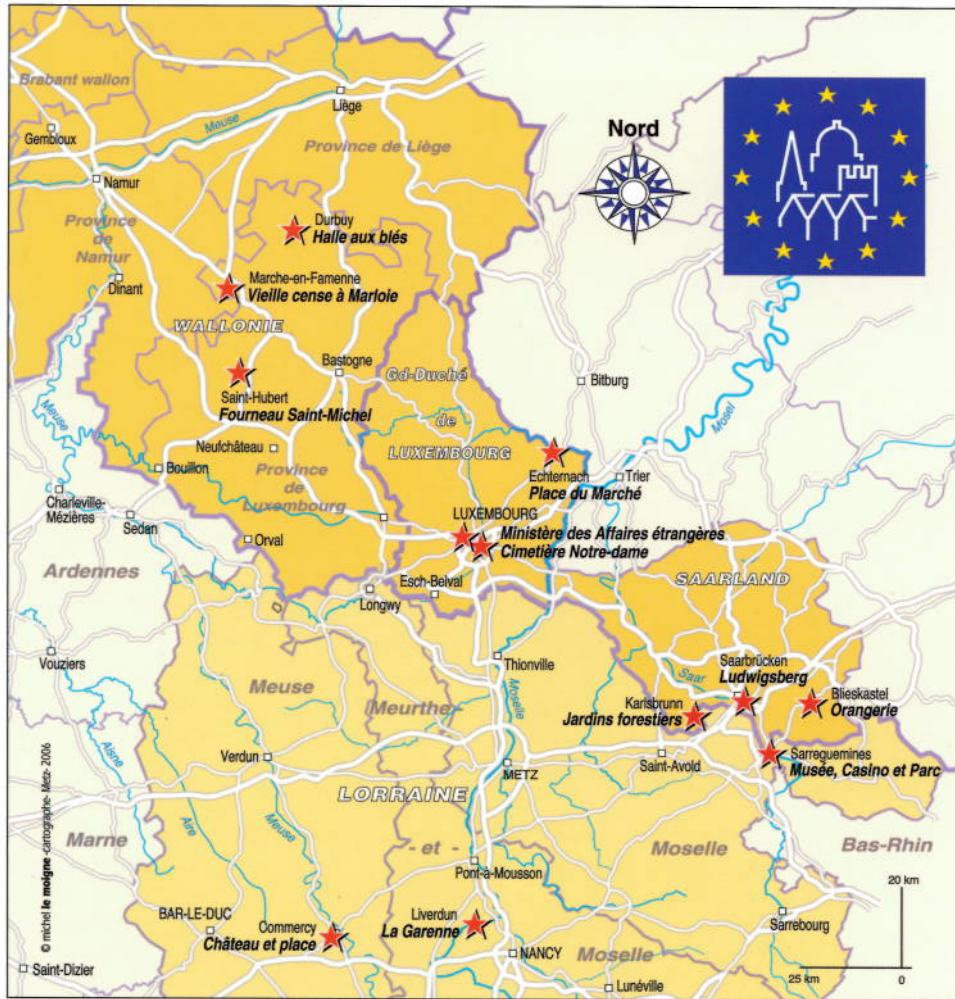 Brabant wallon
Liège
Nord
Gembloux
Meuse
Province de Liège
Namur
Durbuy
Halle aux blés
Province
de
Namur
Dinant
Marche-en-Famenne
Vieille cense à Marloie
WALLONIE
Bastogne
Gd-Duché
de
LUXEMBOURG
Bitburg
Mosel
Saint-Hubert
Fourneau Saint-Michel
Meuse
Neufchâteau
Bouillon
Province
de
Luxembourg
Echternach
Place du Marché
Trier
Charleville-
Mézières
Sedan
LUXEMBOURG
Ministère des Affaires étrangères
Cimetière Notre-dame
Orval
Ardennes
Esch-Belval
Longwy
SAARLAND
Vouziers
Thionville
Meuse
Meurthe-
Moselle
Saar
Saarbrücken
Ludwigsberg
Karlsbrunn
Jardins forestiers
Blieskastel
Orangerie
Aisne
Verdun
METZ
Saint-Avold
Sarreguemines
Musée, Casino et Parc
LORRAINE
Marne
Aire
Meuse
- et -
Moselle
Bas-Rhin
Pont-à-Mousson
20 km
BAR-LE-DUC
Commercy
Château et place
Liverdun
La Garenne
Sarrebourg
NANCY
Moselle
Saint-Dizier
Lunéville
25 km
0
© michel le moigne -cartographe- Metz- 2006